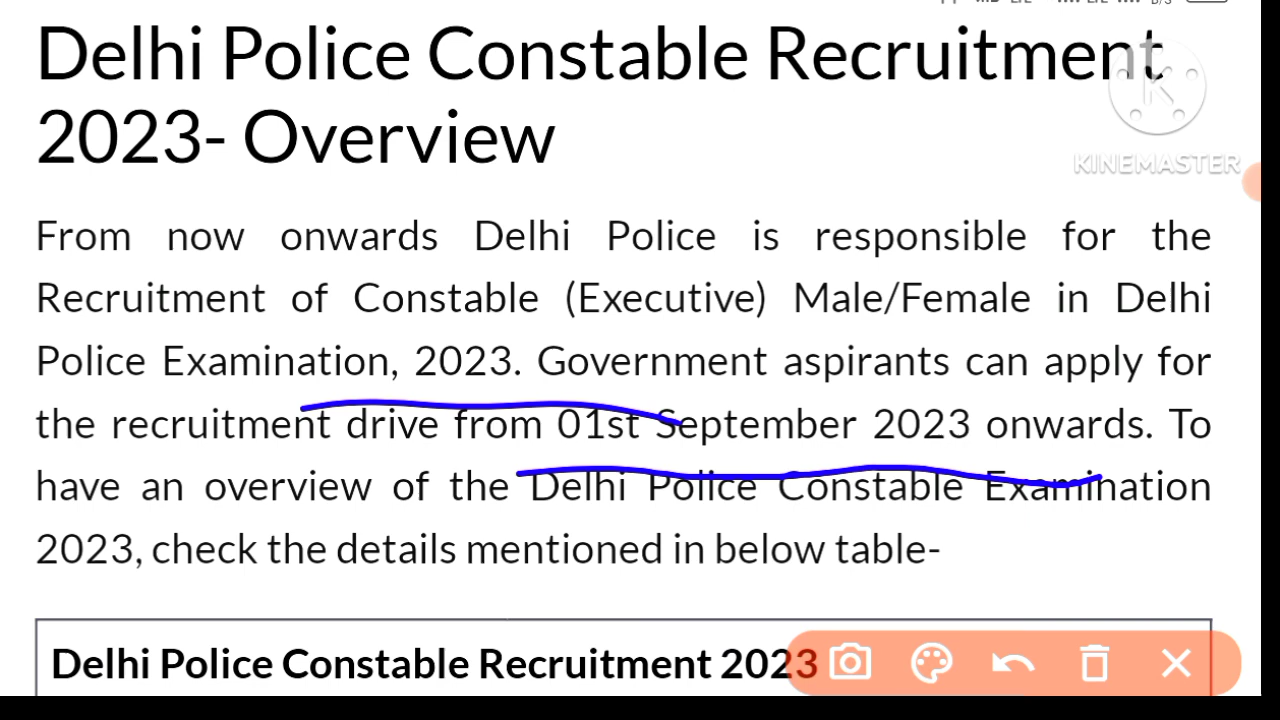 Delhi Police Constable Recruitment
2023- Overview
KINEMASTER
From now onwards Delhi Police is responsible for the
Recruitment of Constable (Executive) Male/Female in Delhi
Police Examination, 2023. Government aspirants can apply for
the recruitment drive from 01st September 2023 onwards. To
have an overview of the Delhi Police Constable Examination
2023, check the details mentioned in below table-
Delhi Police Constable Recruitment 2023